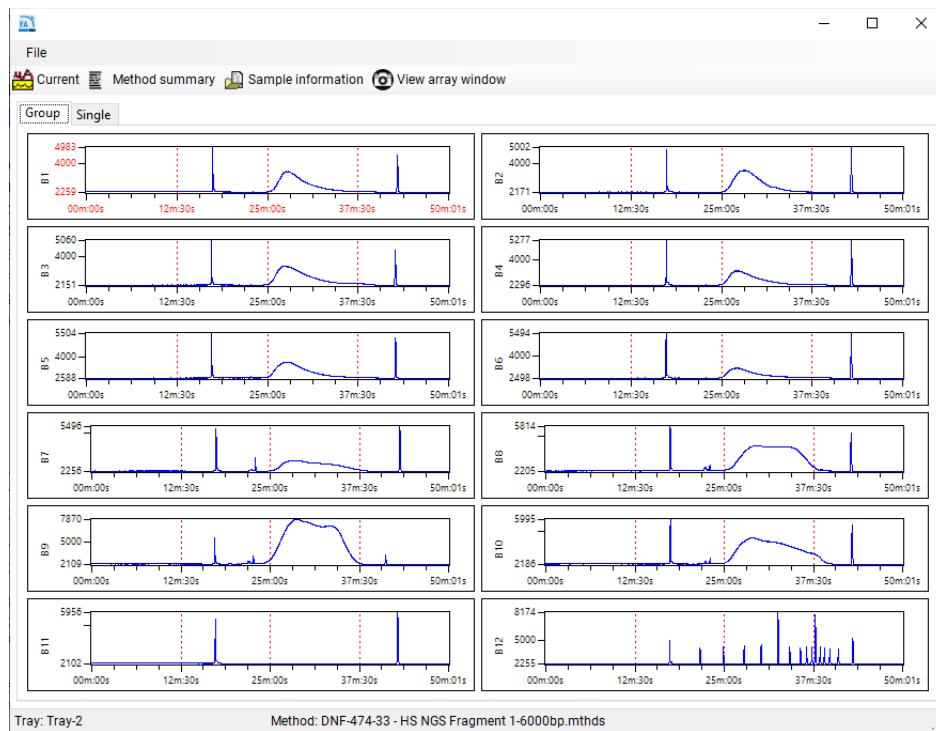 FA
File
Current Method summary Sample information View array window
Group Single
B1 4983 4000 2259
00m:00s 12m:30s 25m:00s 37m:30s 50m:01s
B2 5002 4000 2171
00m:00s 12m:30s 25m:00s 37m:30s 50m:01s
B3 5060 4000 2151
00m:00s 12m:30s 25m:00s 37m:30s 50m:01s
B4 5277 4000 2296
00m:00s 12m:30s 25m:00s 37m:30s 50m:01s
B5 5504 4000 2588
00m:00s 12m:30s 25m:00s 37m:30s 50m:01s
B6 5494 4000 2498
00m:00s 12m:30s 25m:00s 37m:30s 50m:01s
B7 5496 2256
00m:00s 12m:30s 25m:00s 37m:30s 50m:01s
B8 5814 2205
00m:00s 12m:30s 25m:00s 37m:30s 50m:01s
B9 7870 5000 2109
00m:00s 12m:30s 25m:00s 37m:30s 50m:01s
B10 5995 2186
00m:00s 12m:30s 25m:00s 37m:30s 50m:01s
B11 5956 2102
00m:00s 12m:30s 25m:00s 37m:30s 50m:01s
B12 8174 5000 2255
00m:00s 12m:30s 25m:00s 37m:30s 50m:01s
Tray: Tray-2 Method: DNF-474-33 - HS NGS Fragment 1-6000bp.mthds